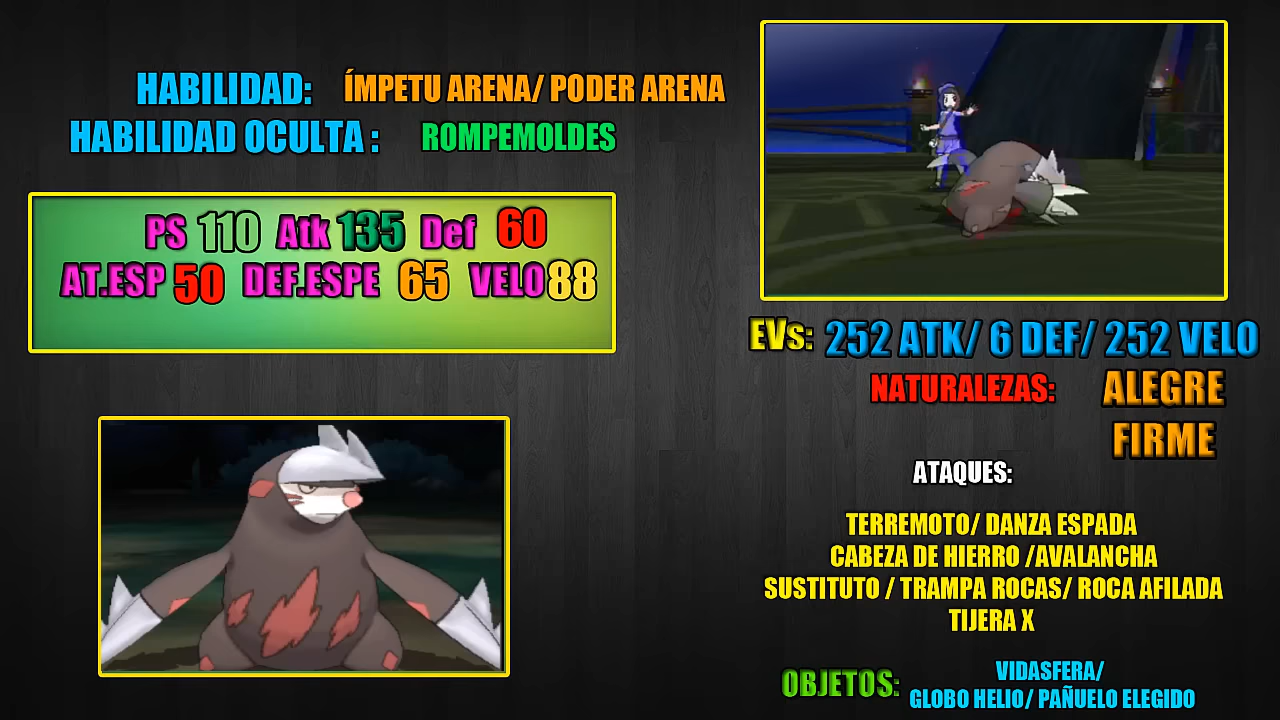 HABILIDAD: ÍMPETU ARENA/ PODER ARENA
HABILIDAD OCULTA : ROMPEMOLDES
PS 110 Atk 135 Def 60
AT.ESP 50 DEF.ESPE 65 VELO 88
EVs: 252 ATK/ 6 DEF/ 252 VELO
NATURALEZAS: ALEGRE
FIRME
ATAQUES:
TERREMOTO/ DANZA ESPADA
CABEZA DE HIERRO /AVALANCHA
SUSTITUTO / TRAMPA ROCAS/ ROCA AFILADA
TIJERA X
OBJETOS: VIDASFERA/
GLOBO HELIO/ PAÑUELO ELEGIDO